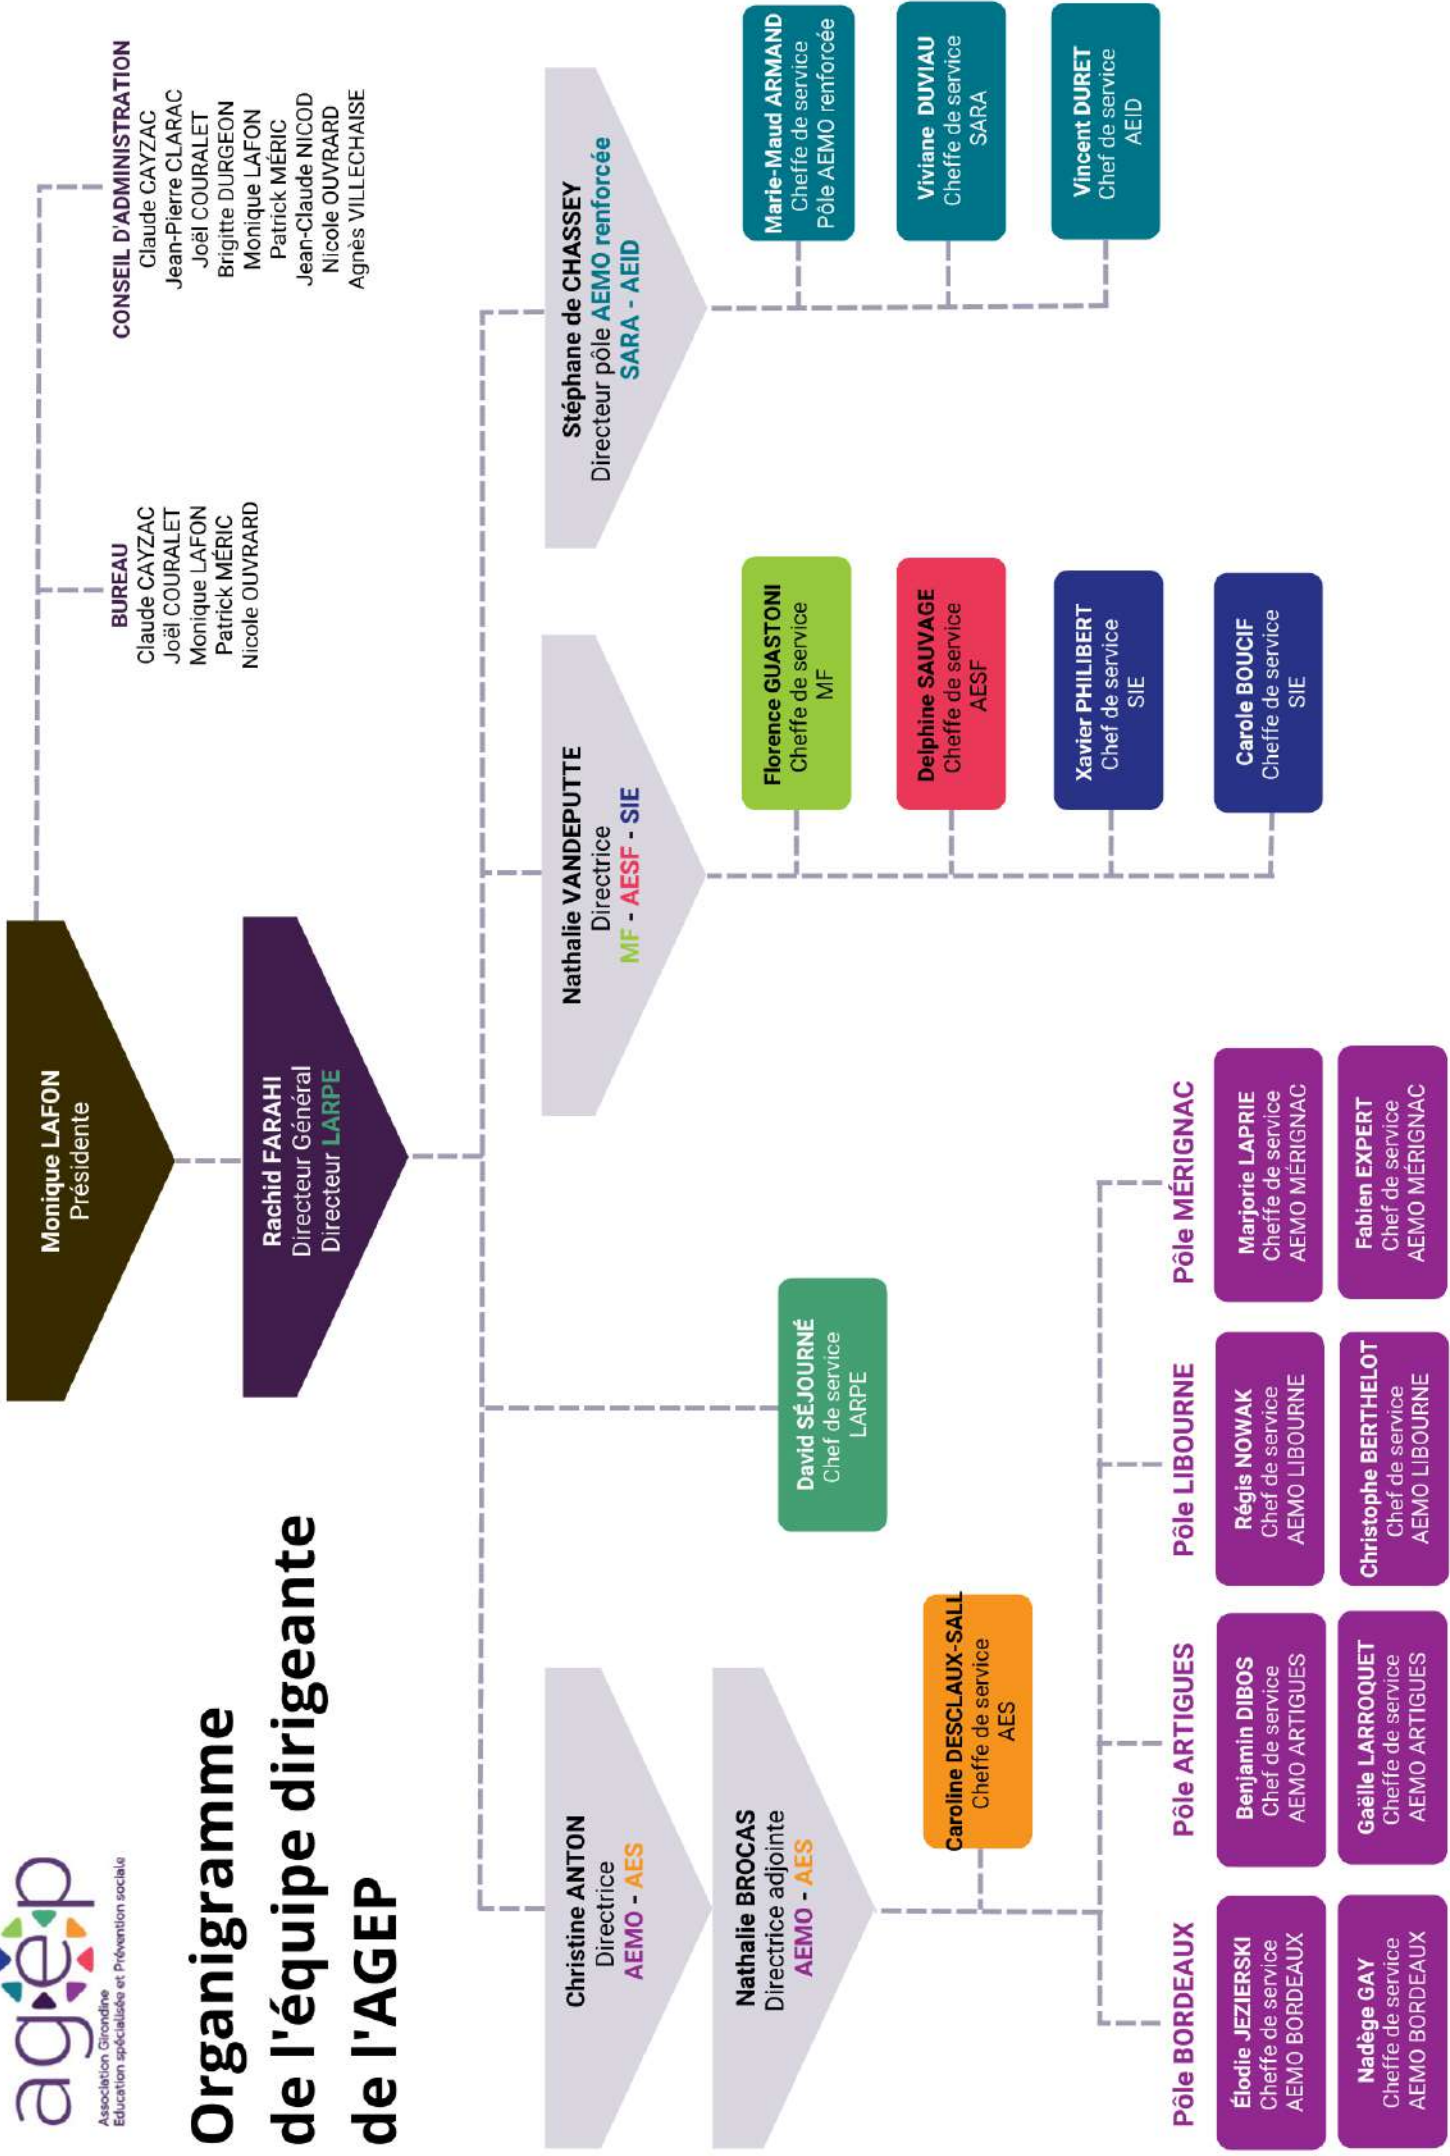 agep
Association Girondine
Education spécialisée et Prévention sociale
Organigramme
de l'équipe dirigeante
de l'AGEP
Monique LAFON
Présidente
BUREAU
Claude CAYZAC
Joël COURALET
Monique LAFON
Patrick MÉRIC
Nicole OUVRARD
CONSEIL D'ADMINISTRATION
Claude CAYZAC
Jean-Pierre CLARAC
Joël COURALET
Brigitte DURGEON
Monique LAFON
Patrick MÉRIC
Jean-Claude NICOD
Nicole OUVRARD
Agnès VILLECHAISE
Rachid FARAHI
Directeur Général
Directeur LARPE
Christine ANTON
Directrice
AEMO - AES
Nathalie BROCAS
Directrice adjointe
AEMO - AES
Caroline DESCLAUX-SALL
Cheffe de service
AES
David SÉJOURNÉ
Chef de service
LARPE
Nathalie VANDEPUTTE
Directrice
MF - AESF - SIE
Florence GUASTONI
Cheffe de service
MF
Delphine SAUVAGE
Cheffe de service
AESF
Xavier PHILIBERT
Chef de service
SIE
Carole BOUCIF
Cheffe de service
SIE
Stéphane de CHASSEY
Directeur pôle AEMO renforcée
SARA - AEID
Marie-Maud ARMAND
Cheffe de service
Pôle AEMO renforcée
Viviane DUVIAU
Cheffe de service
SARA
Vincent DURET
Chef de service
AEID
Pôle BORDEAUX
Élodie JEZIERSKI
Cheffe de service
AEMO BORDEAUX
Nadège GAY
Cheffe de service
AEMO BORDEAUX
Pôle ARTIGUES
Benjamin DIBOS
Chef de service
AEMO ARTIGUES
Gaëlle LARROQUET
Cheffe de service
AEMO ARTIGUES
Pôle LIBOURNE
Régis NOWAK
Chef de service
AEMO LIBOURNE
Christophe BERTHELOT
Chef de service
AEMO LIBOURNE
Pôle MÉRIGNAC
Marjorie LAPRIE
Cheffe de service
AEMO MÉRIGNAC
Fabien EXPERT
Chef de service
AEMO MÉRIGNAC